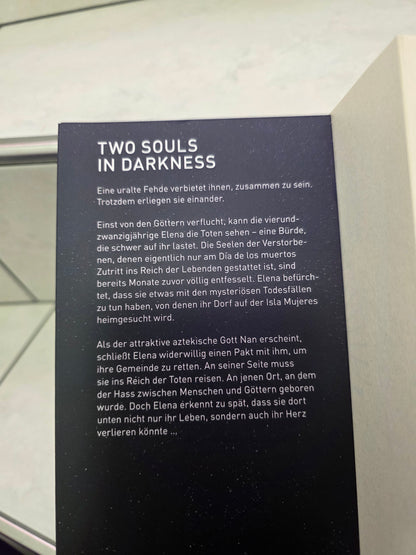 TWO SOULS
IN DARKNESS
Eine uralte Fehde verbietet ihnen, zusammen zu sein.
Trotzdem erliegen sie einander.
Einst von den Göttern verflucht, kann die vierund-
zwanzigjährige Elena die Toten sehen – eine Bürde,
die schwer auf ihr lastet. Die Seelen der Verstorbe-
nen, denen eigentlich nur am Día de los muertos
Zutritt ins Reich der Lebenden gestattet ist, sind
bereits Monate zuvor völlig entfesselt. Elena befürch-
tet, dass sie etwas mit den mysteriösen Todesfällen
zu tun haben, von denen ihr Dorf auf der Isla Mujeres
heimgesucht wird.
Als der attraktive aztekische Gott Nan erscheint,
schließt Elena widerwillig einen Pakt mit ihm, um
ihre Gemeinde zu retten. An seiner Seite muss
sie ins Reich der Toten reisen. An jenen Ort, an dem
der Hass zwischen Menschen und Göttern geboren
wurde. Doch Elena erkennt zu spät, dass sie dort
unten nicht nur ihr Leben, sondern auch ihr Herz
verlieren könnte ...